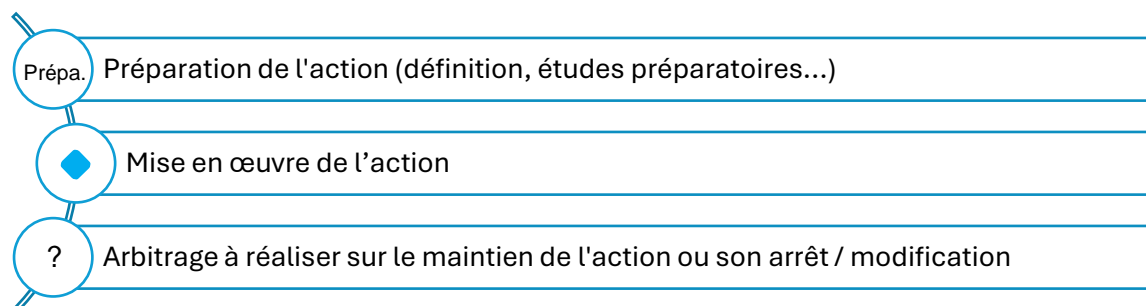 Prépa. Préparation de l'action (définition, études préparatoires...)
Mise en œuvre de l’action
? Arbitrage à réaliser sur le maintien de l'action ou son arrêt / modification